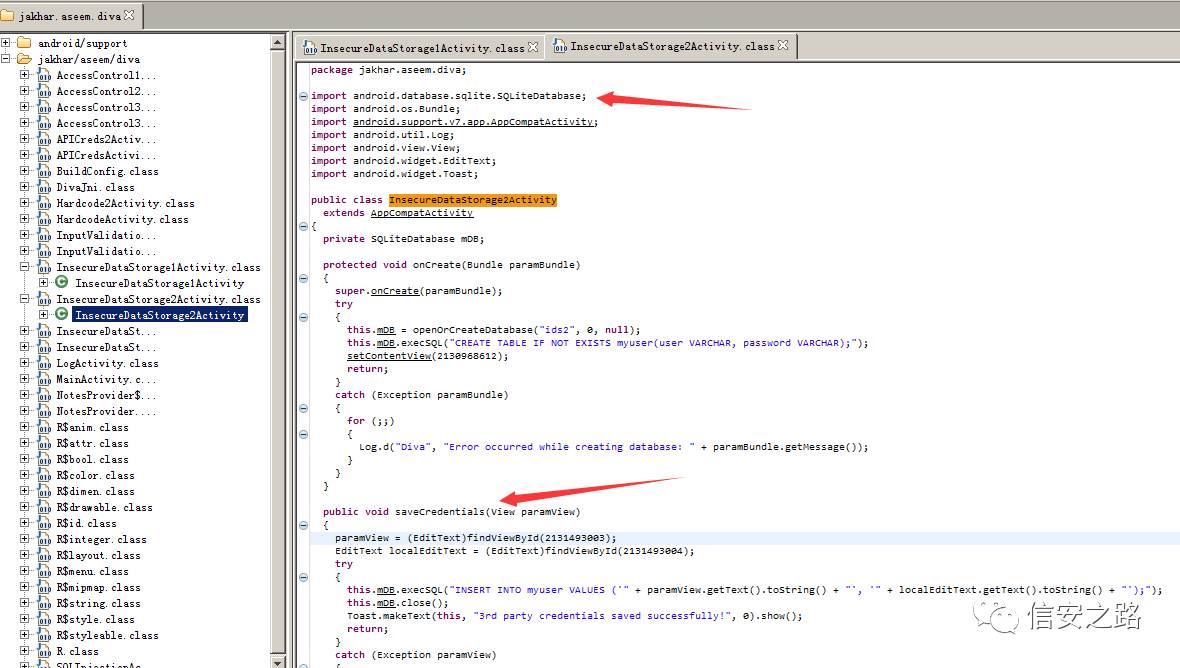 jakhar.aseem.diva
android/support
jakhar/aseem/diva
AccessControl1...
AccessControl2...
AccessControl3...
AccessControl3...
APICreds2Activ...
APICredsActivi...
BuildConfig.class
DivaJni.class
Hardcode2Activity.class
HardcodeActivity.class
InputValidatio...
InputValidatio...
InsecureDataStorage1Activity.class
InsecureDataStorage1Activity
InsecureDataStorage2Activity.class
InsecureDataStorage2Activity
InsecureDataSt...
InsecureDataSt...
LogActivity.class
MainActivity.c...
NotesProvider$...
NotesProvider....
R$anim.class
R$attr.class
R$bool.class
R$color.class
R$dimen.class
R$drawable.class
R$id.class
R$integer.class
R$layout.class
R$menu.class
R$mipmap.class
R$string.class
R$style.class
R$styleable.class
R.class
SQLInjectionAc...
InsecureDataStorage1Activity.class
InsecureDataStorage2Activity.class
package jakhar.aseem.diva;
import android.database.sqlite.SQLiteDatabase;
import android.os.Bundle;
import android.support.v7.app.AppCompatActivity;
import android.util.Log;
import android.view.View;
import android.widget.EditText;
import android.widget.Toast;
public class InsecureDataStorage2Activity
extends AppCompatActivity
{
private SQLiteDatabase mDB;
protected void onCreate(Bundle paramBundle)
{
super.onCreate(paramBundle);
try
{
this.mDB = openOrCreateDatabase("ids2", 0, null);
this.mDB.execSQL("CREATE TABLE IF NOT EXISTS myuser(user VARCHAR, password VARCHAR);");
setContentView(2130968612);
return;
}
catch (Exception paramBundle)
{
for (;;)
{
Log.d("Diva", "Error occurred while creating database: " + paramBundle.getMessage());
}
}
}
public void saveCredentials(View paramView)
{
paramView = (EditText)findViewById(2131493003);
EditText localEditText = (EditText)findViewById(2131493004);
try
{
this.mDB.execSQL("INSERT INTO myuser VALUES ('" + paramView.getText().toString() + "', '" + localEditText.getText().toString() + "');");
this.mDB.close();
Toast.makeText(this, "3rd party credentials saved successfully!", 0).show();
return;
}
catch (Exception paramView)
{
信安之路